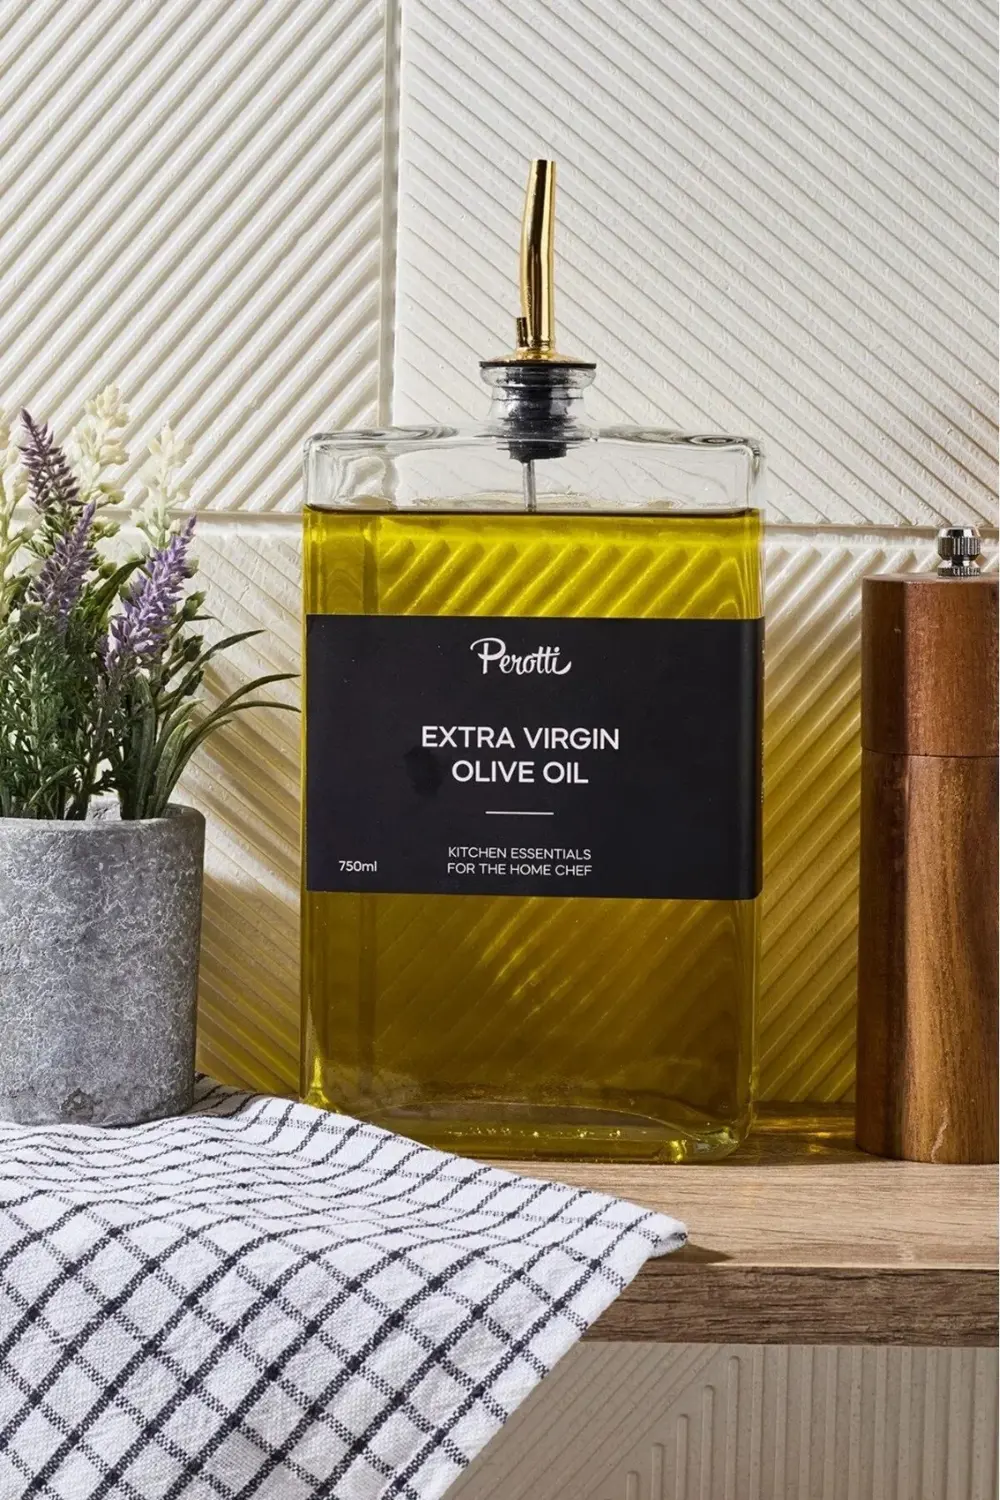 Perotti
EXTRA VIRGIN
OLIVE OIL
750ml
KITCHEN ESSENTIALS
FOR THE HOME CHEF